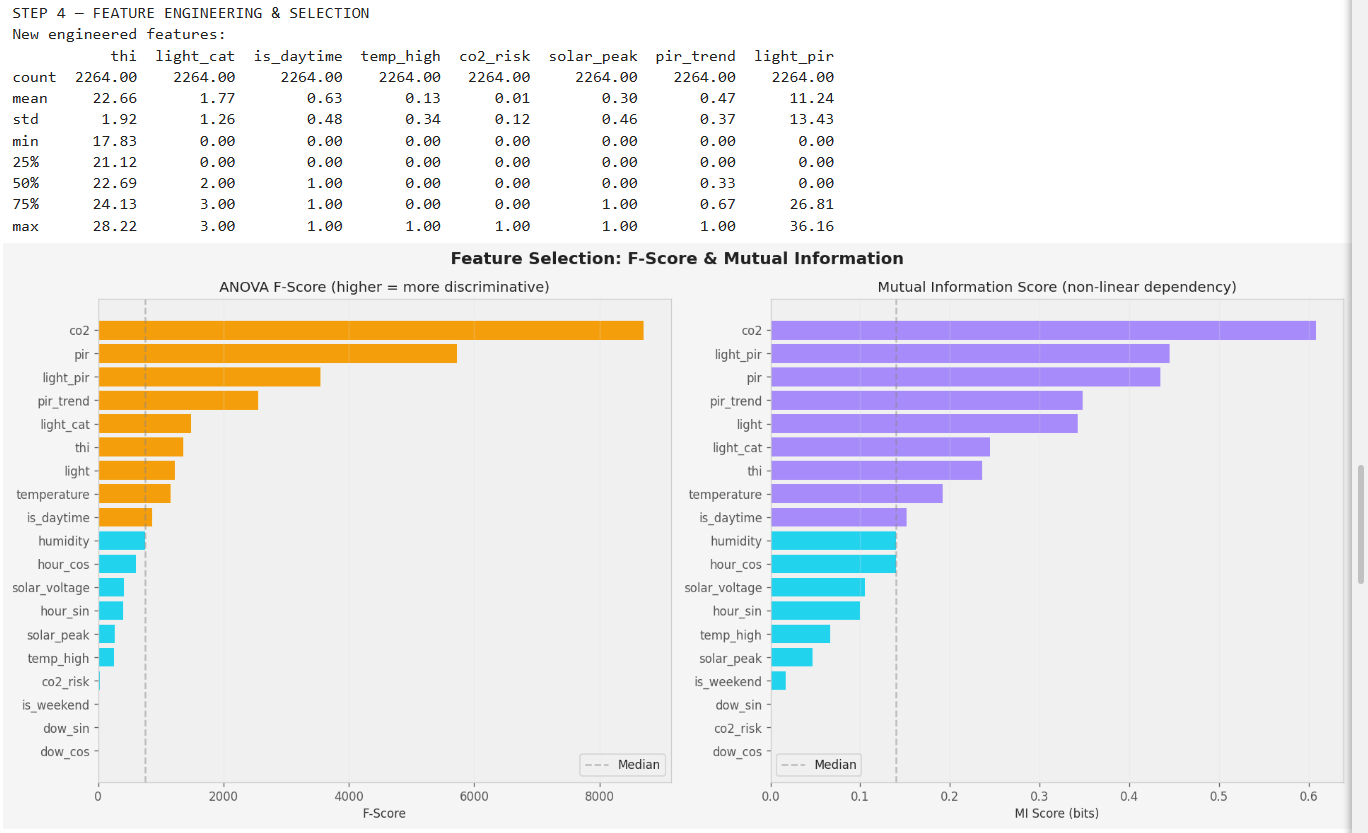 STEP 4 — FEATURE ENGINEERING & SELECTION
New engineered features:
thi light_cat is_daytime temp_high co2_risk solar_peak pir_trend light_pir
count 2264.00 2264.00 2264.00 2264.00 2264.00 2264.00 2264.00 2264.00
mean 22.66 1.77 0.63 0.13 0.01 0.30 0.47 11.24
std 1.92 1.26 0.48 0.34 0.12 0.46 0.37 13.43
min 17.83 0.00 0.00 0.00 0.00 0.00 0.00 0.00
25% 21.12 0.00 0.00 0.00 0.00 0.00 0.00 0.00
50% 22.69 2.00 1.00 0.00 0.00 0.00 0.33 0.00
75% 24.13 3.00 1.00 0.00 0.00 1.00 0.67 26.81
max 28.22 3.00 1.00 1.00 1.00 1.00 1.00 36.16
Feature Selection: F-Score & Mutual Information
ANOVA F-Score (higher = more discriminative)
co2
pir
light_pir
pir_trend
light_cat
thi
light
temperature
is_daytime
humidity
hour_cos
solar_voltage
hour_sin
solar_peak
temp_high
co2_risk
is_weekend
dow_sin
dow_cos
Median
0 2000 4000 6000 8000
F-Score
Mutual Information Score (non-linear dependency)
co2
light_pir
pir
pir_trend
light
light_cat
thi
temperature
is_daytime
humidity
hour_cos
solar_voltage
hour_sin
temp_high
solar_peak
is_weekend
dow_sin
co2_risk
dow_cos
Median
0.0 0.1 0.2 0.3 0.4 0.5 0.6
MI Score (bits)